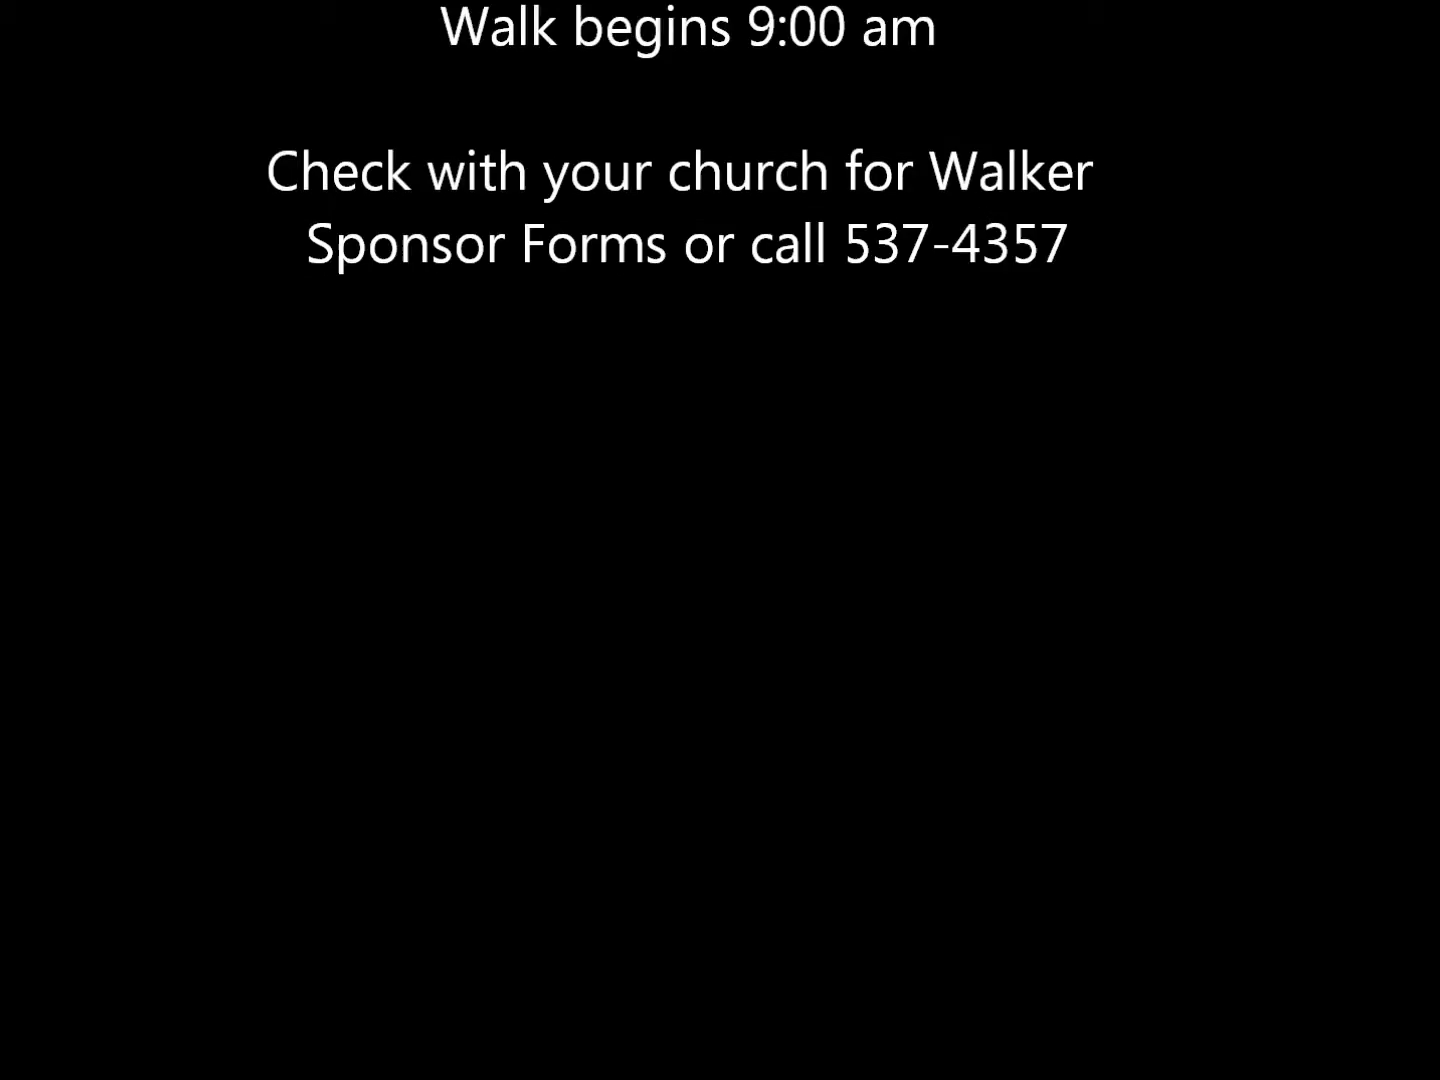 Walk begins 9:00 am
Check with your church for Walker
Sponsor Forms or call 537-4357